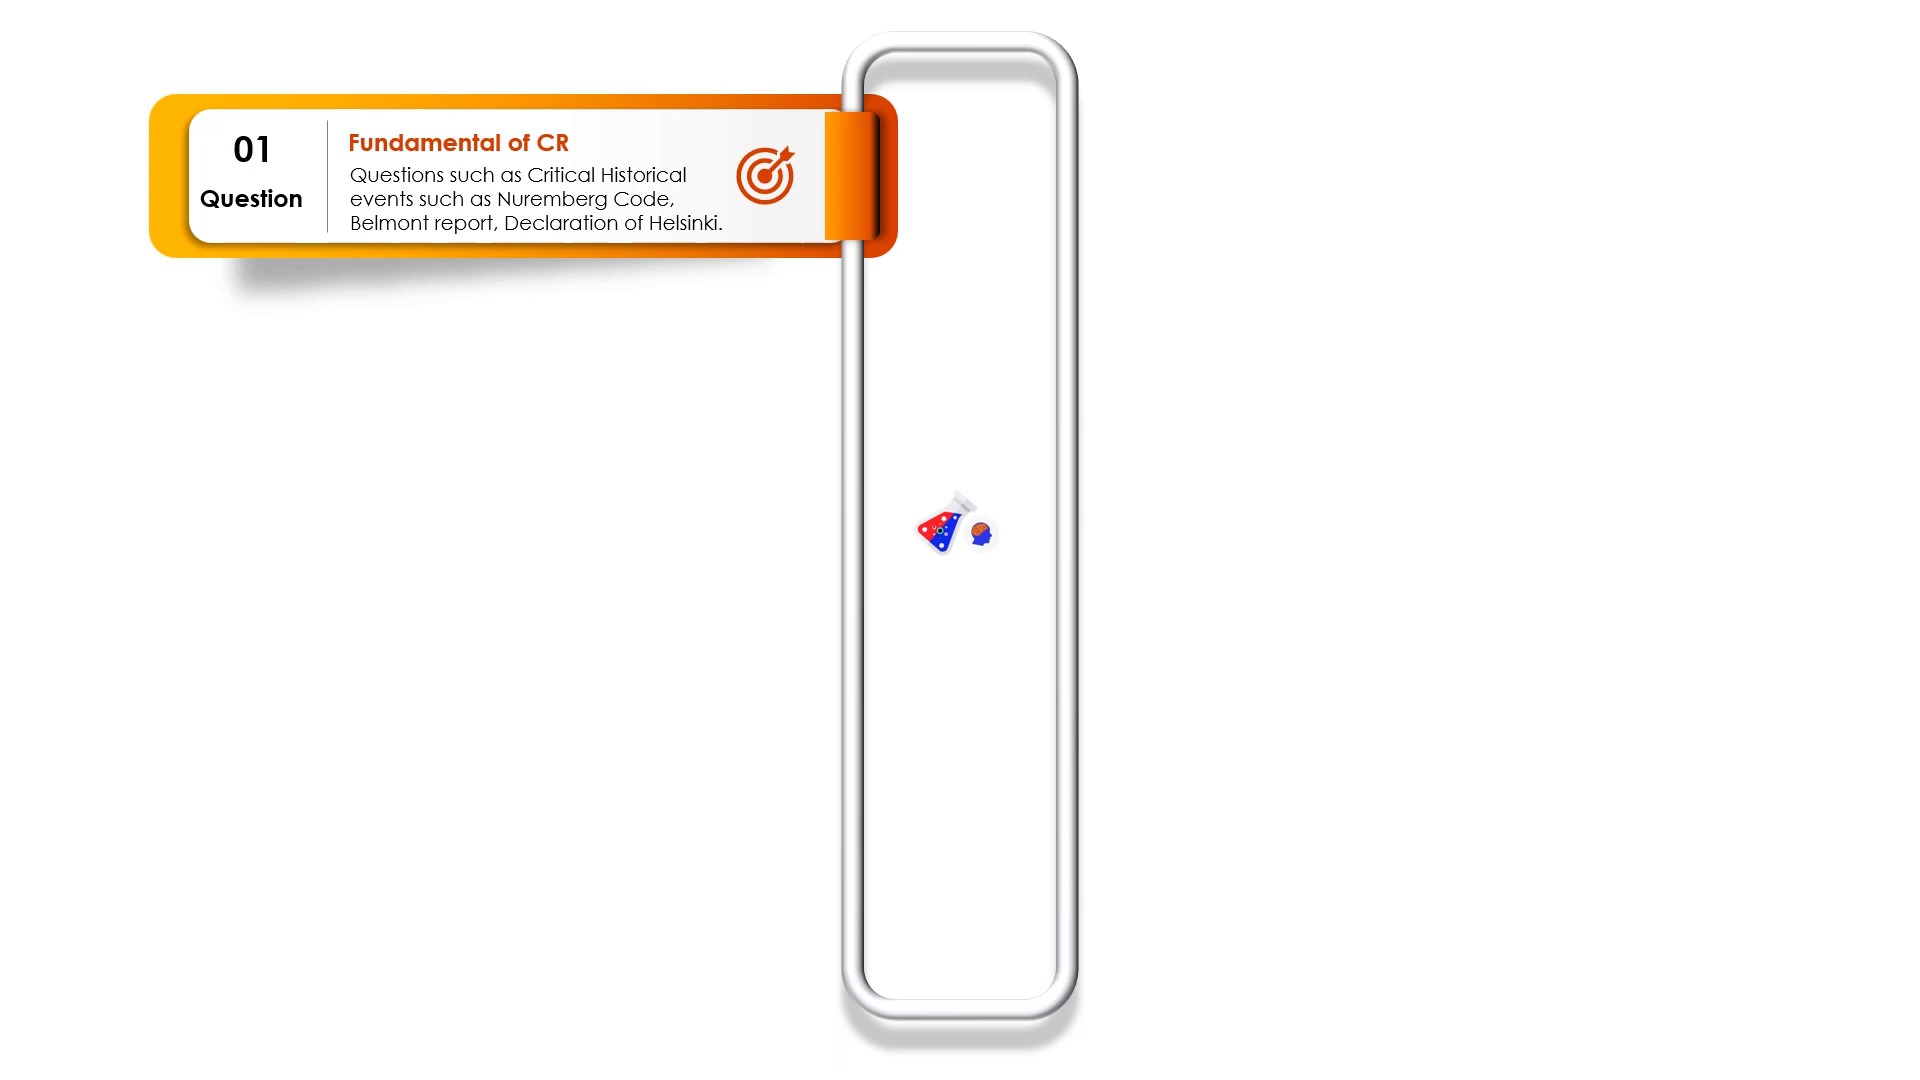 01
Question
Fundamental of CR
Questions such as Critical Historical
events such as Nuremberg Code,
Belmont report, Declaration of Helsinki.